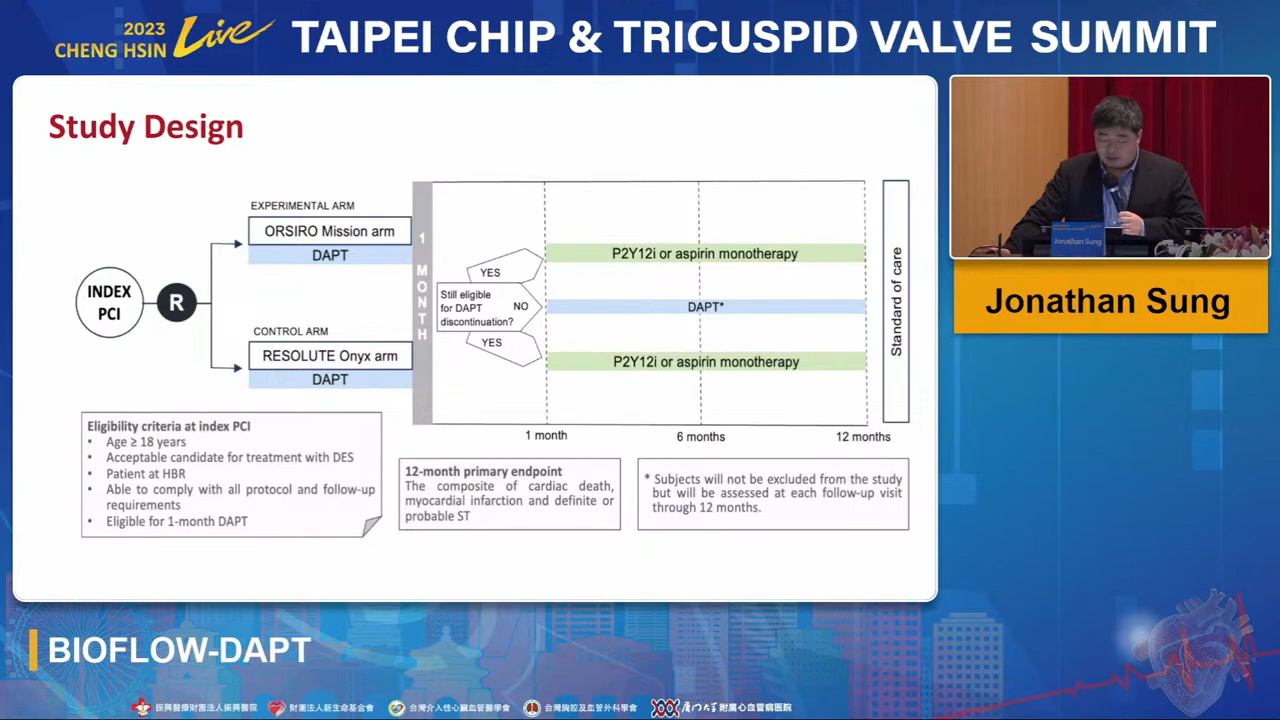 2023
CHENG HSIN
Live
TAIPEI CHIP & TRICUSPID VALVE SUMMIT
Study Design
EXPERIMENTAL ARM
ORSIRO Mission arm
DAPT
INDEX
PCI
R
CONTROL ARM
RESOLUTE Onyx arm
DAPT
1 MONTH
YES
Still eligible
for DAPT
discontinuation?
NO
YES
P2Y12i or aspirin monotherapy
DAPT*
P2Y12i or aspirin monotherapy
Standard of care
1 month
6 months
12 months
Eligibility criteria at index PCI
• Age ≥ 18 years
• Acceptable candidate for treatment with DES
• Patient at HBR
• Able to comply with all protocol and follow-up
requirements
• Eligible for 1-month DAPT
12-month primary endpoint
The composite of cardiac death,
myocardial infarction and definite or
probable ST
* Subjects will not be excluded from the study
but will be assessed at each follow-up visit
through 12 months.
Jonathan Sung
Jonathan Sung
BIOFLOW-DAPT
振興醫療財團法人振興醫院
財團法人新生命基金會
台灣介入性心臟血管醫學會
台灣胸腔及血管外科學會
厦门大学附属心血管病医院